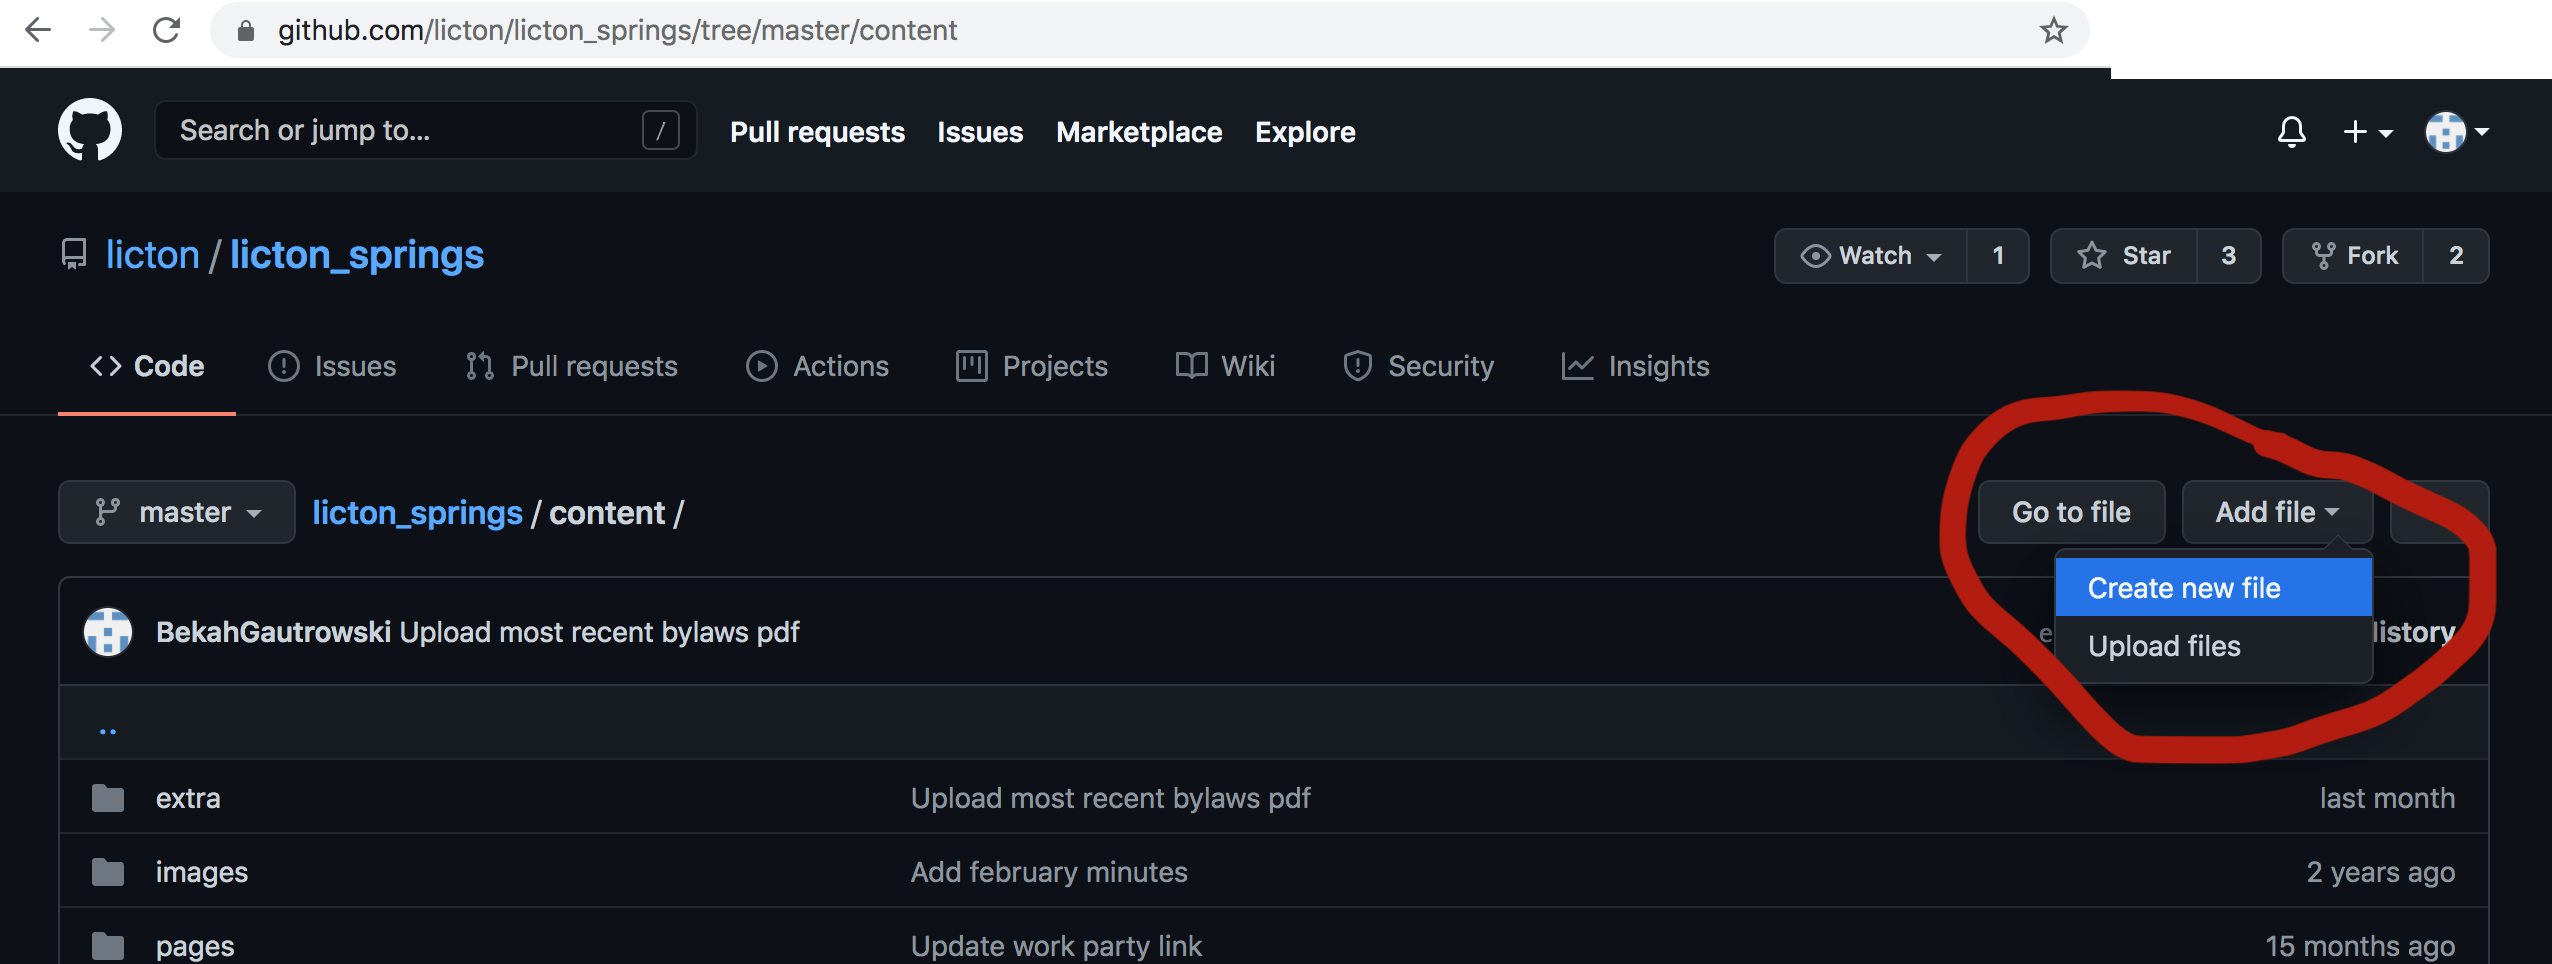 github.com/licton/licton_springs/tree/master/content
Search or jump to... / Pull requests Issues Marketplace Explore
licton / licton_springs Watch 1 Star 3 Fork 2
Code Issues Pull requests Actions Projects Wiki Security Insights
master licton_springs / content / Go to file Add file
Create new file
BekahGautrowski Upload most recent bylaws pdf
Upload files
..
extra Upload most recent bylaws pdf last month
images Add february minutes 2 years ago
pages Update work party link 15 months ago